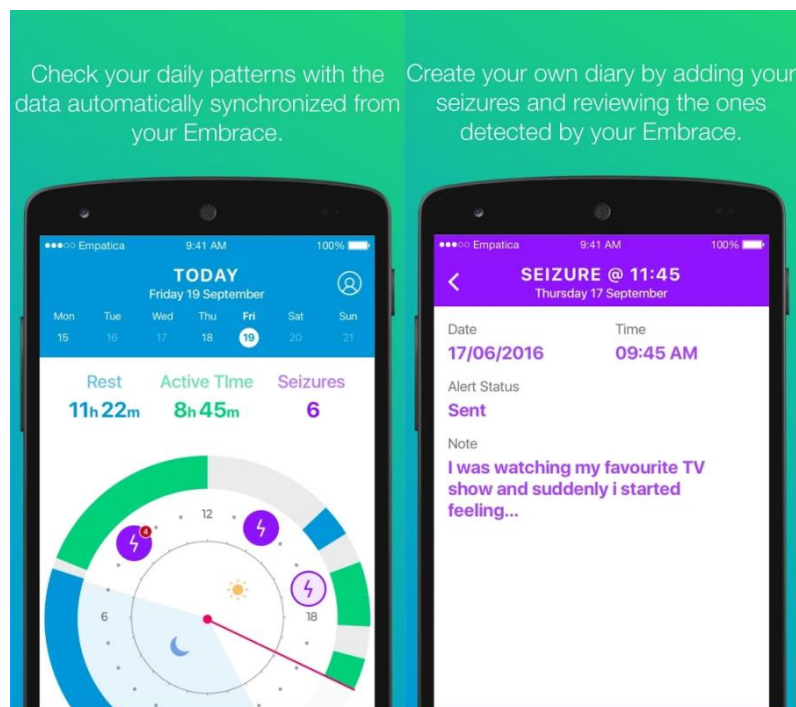 Check your daily patterns with the
data automatically synchronized from
your Embrace.
Empatica 9:41 AM 100%
TODAY
Friday 19 September
Mon Tue Wed Thu Fri Sat Sun
15 16 17 18 19 20 21
Rest Active TIme Seizures
11h 22m 8h 45m 6
4
12
6
18
Create your own diary by adding your
seizures and reviewing the ones
detected by your Embrace.
Empatica 9:41 AM 100%
SEIZURE @ 11:45
Thursday 17 September
Date Time
17/06/2016 09:45 AM
Alert Status
Sent
Note
I was watching my favourite TV
show and suddenly i started
feeling...